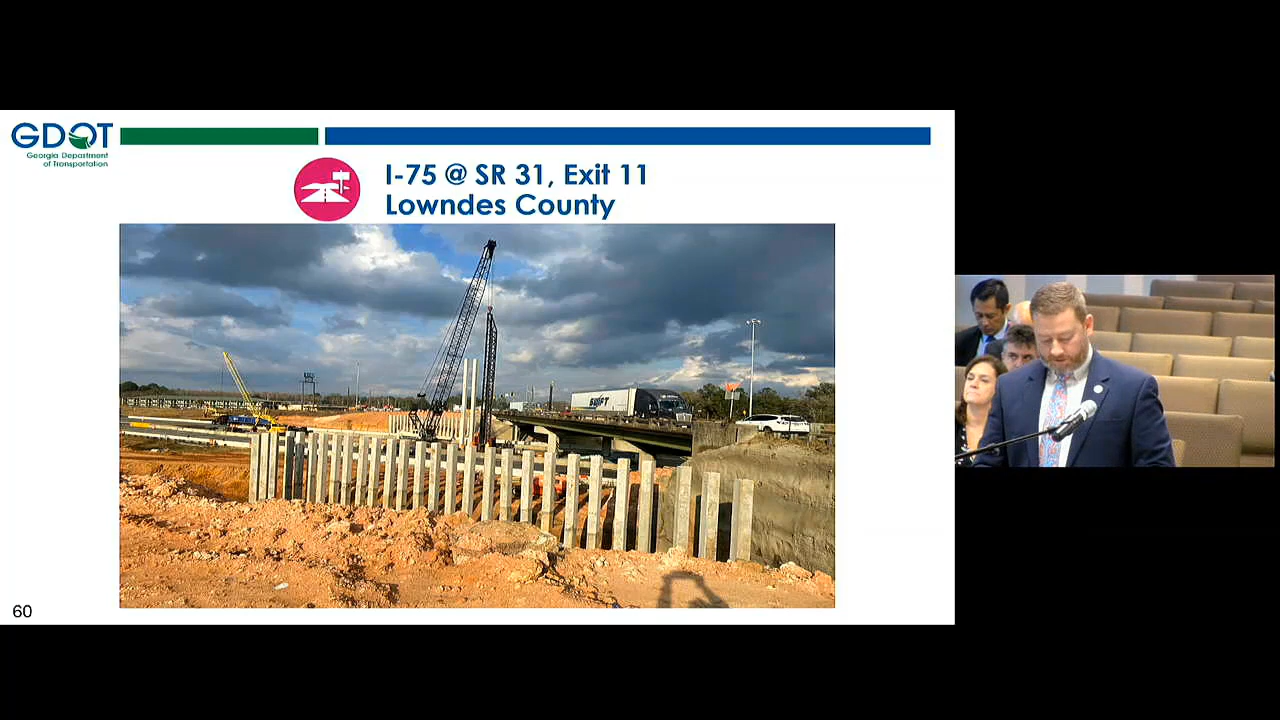 GDOT
Georgia Department
of Transportation
I-75 @ SR 31, Exit 11
Lowndes County
SWIFT
60